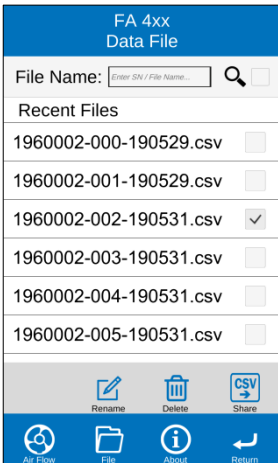 FA 4xx
Data File
File Name: Enter SN / File Name...
Recent Files
1960002-000-190529.csv
1960002-001-190529.csv
1960002-002-190531.csv
1960002-003-190531.csv
1960002-004-190531.csv
1960002-005-190531.csv
CSV
Rename Delete Share
Air Flow File About Return